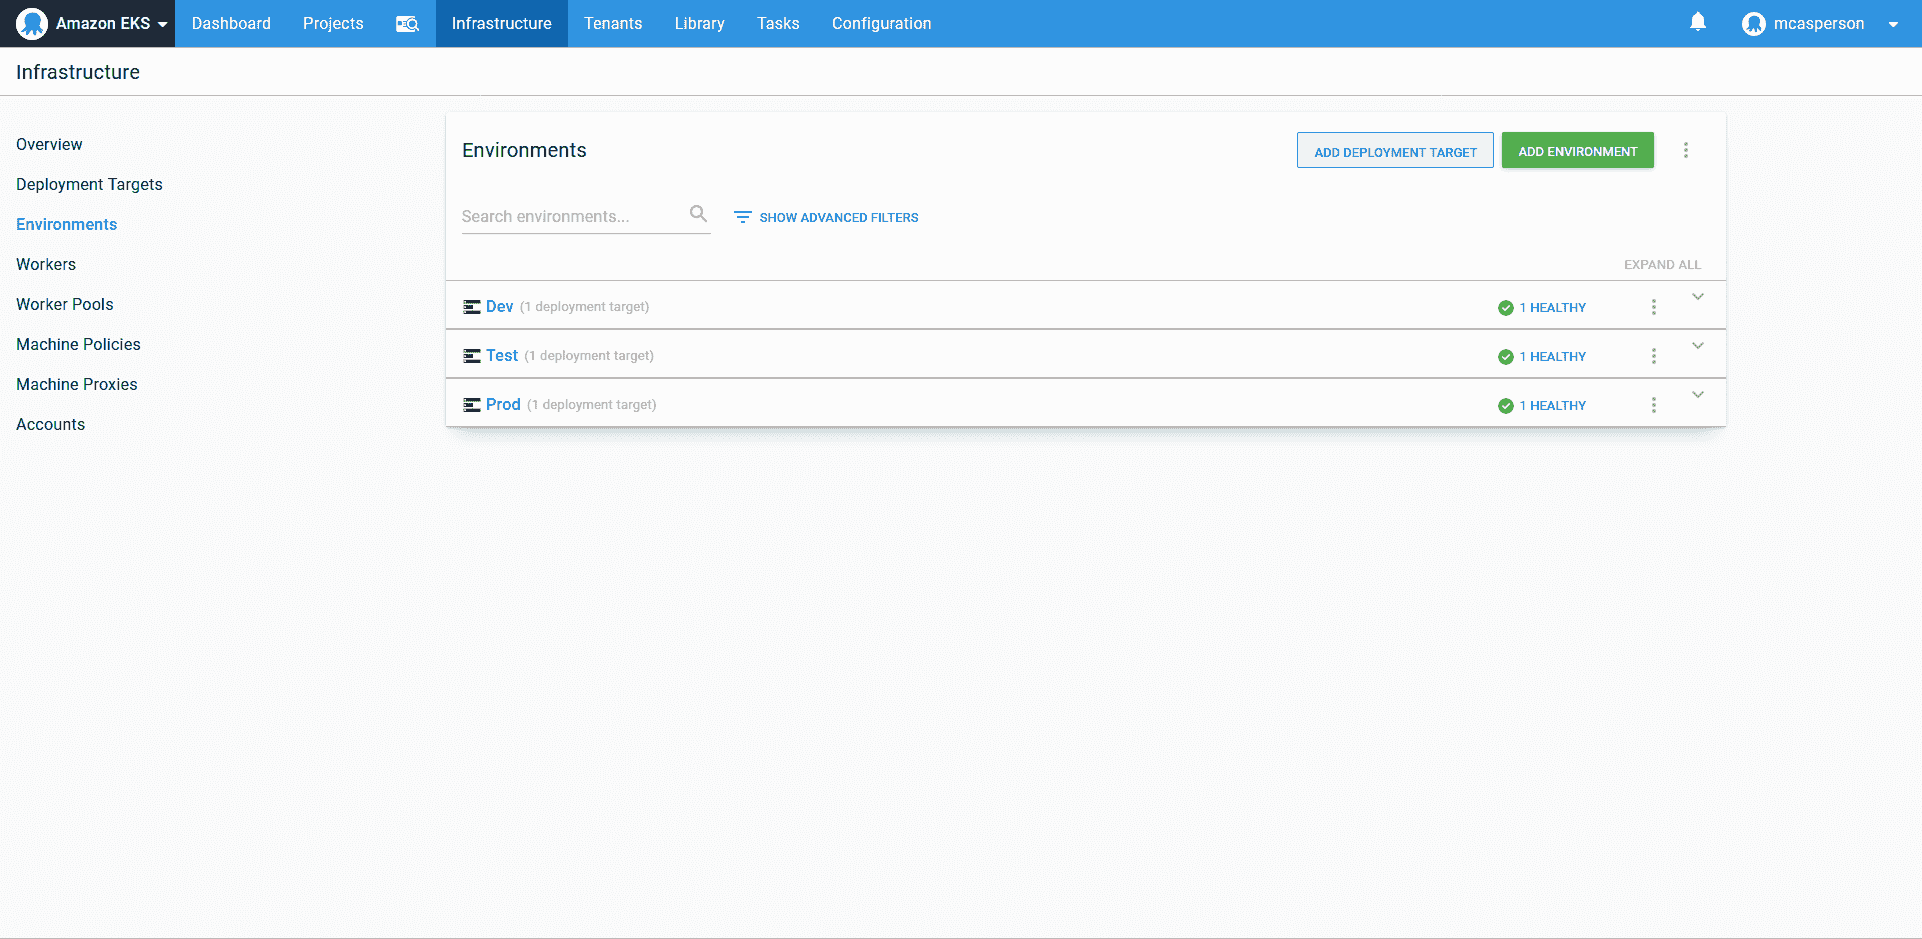 Amazon EKS Dashboard Projects Infrastructure Tenants Library Tasks Configuration mcasperson
Infrastructure
Overview
Deployment Targets
Environments
Workers
Worker Pools
Machine Policies
Machine Proxies
Accounts
Environments ADD DEPLOYMENT TARGET ADD ENVIRONMENT
Search environments... SHOW ADVANCED FILTERS
EXPAND ALL
Dev (1 deployment target) 1 HEALTHY
Test (1 deployment target) 1 HEALTHY
Prod (1 deployment target) 1 HEALTHY